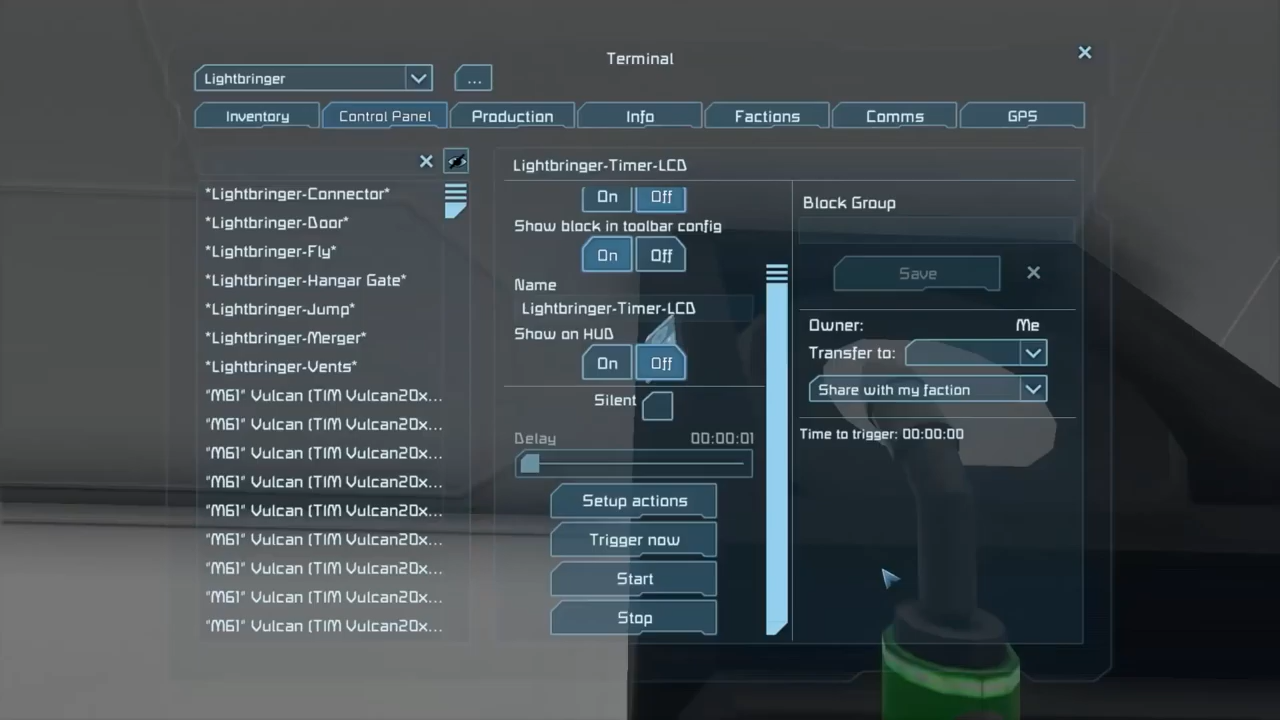 Terminal
Lightbringer
...
Inventory
Control Panel
Production
Info
Factions
Comms
GPS
*Lightbringer-Connector*
*Lightbringer-Door*
*Lightbringer-Fly*
*Lightbringer-Hangar Gate*
*Lightbringer-Jump*
*Lightbringer-Merger*
*Lightbringer-Vents*
"M61" Vulcan (TIM Vulcan20x...
"M61" Vulcan (TIM Vulcan20x...
"M61" Vulcan (TIM Vulcan20x...
"M61" Vulcan (TIM Vulcan20x...
"M61" Vulcan (TIM Vulcan20x...
"M61" Vulcan (TIM Vulcan20x...
"M61" Vulcan (TIM Vulcan20x...
"M61" Vulcan (TIM Vulcan20x...
"M61" Vulcan (TIM Vulcan20x...
Lightbringer-Timer-LCD
On Off
Show block in toolbar config
On Off
Name
Lightbringer-Timer-LCD
Show on HUD
On Off
Silent
Delay 00:00:01
Setup actions
Trigger now
Start
Stop
Block Group
Save
Owner: Me
Transfer to:
Share with my faction
Time to trigger: 00:00:00